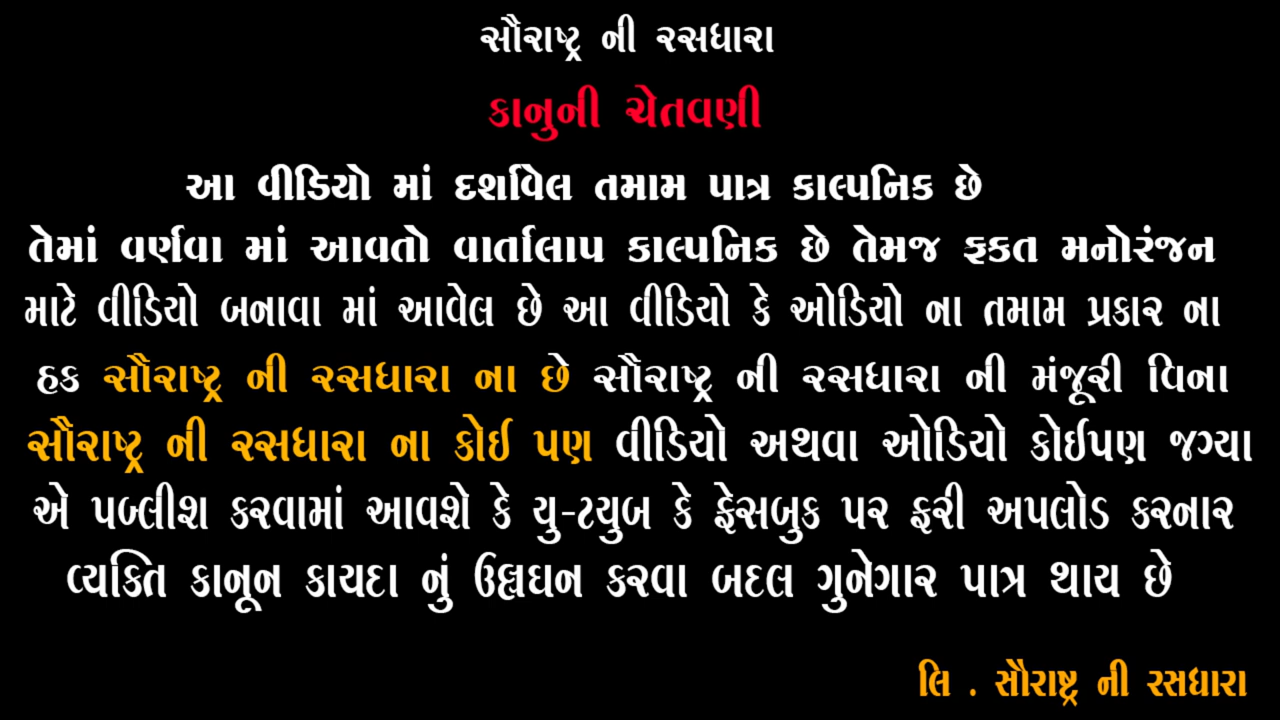 સૌરાષ્ટ્ર ની રસધારા
કાનુની ચેતવણી
આ વીડિયો માં દર્શાવેલ તમામ પાત્ર કાલ્પનિક છે
તેમાં વર્ણવા માં આવતો વાર્તાલાપ કાલ્પનિક છે તેમજ ફકત મનોરંજન
માટે વીડિયો બનાવા માં આવેલ છે આ વીડિયો કે ઓડિયો ના તમામ પ્રકાર ના
હક સૌરાષ્ટ્ર ની રસધારા ના છે સૌરાષ્ટ્ર ની રસધારા ની મંજૂરી વિના
સૌરાષ્ટ્ર ની રસધારા ના કોઈ પણ વીડિયો અથવા ઓડિયો કોઈપણ જગ્યા
એ પબ્લીશ કરવામાં આવશે કે યુ-ટયુબ કે ફેસબુક પર ફરી અપલોડ કરનાર
વ્યક્તિ કાનૂન કાયદા નું ઉલ્લઘન કરવા બદલ ગુનેગાર પાત્ર થાય છે
લિ . સૌરાષ્ટ્ર ની રસધારા